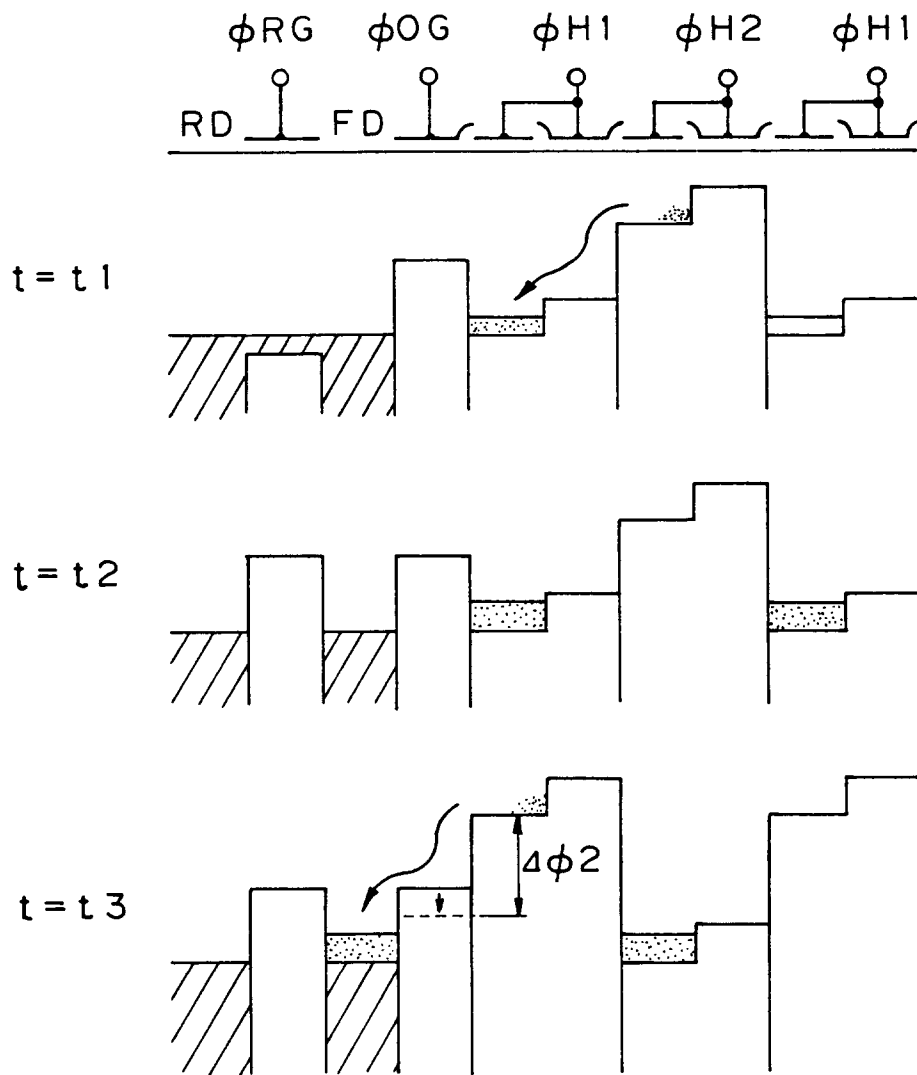 ϕRG ϕOG ϕH1 ϕH2 ϕH1
RD FD
t = t1
t = t2
Δϕ2
t = t3